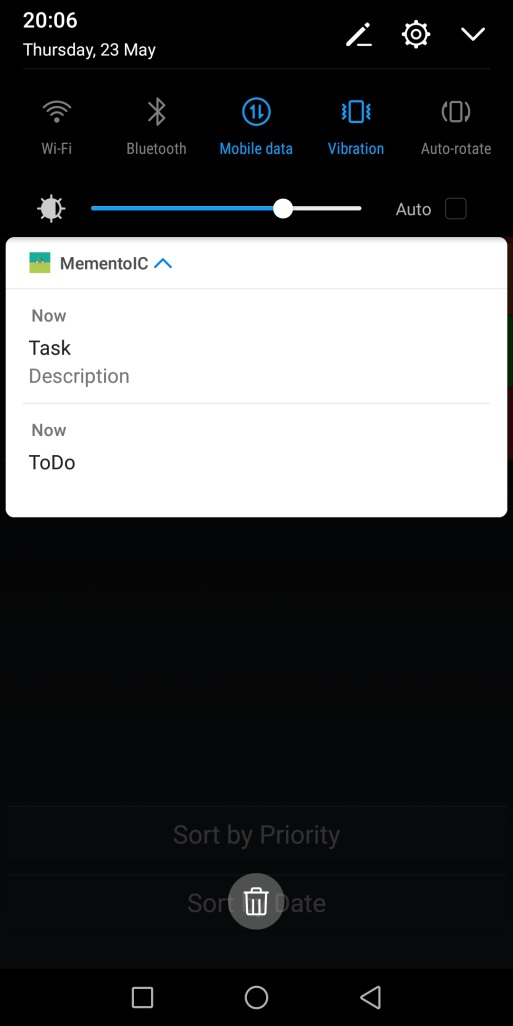 20:06
Thursday, 23 May
Wi-Fi Bluetooth Mobile data Vibration Auto-rotate
Auto
MementoIC
Now
Task
Description
Now
ToDo
Sort by Priority
Sort by Date